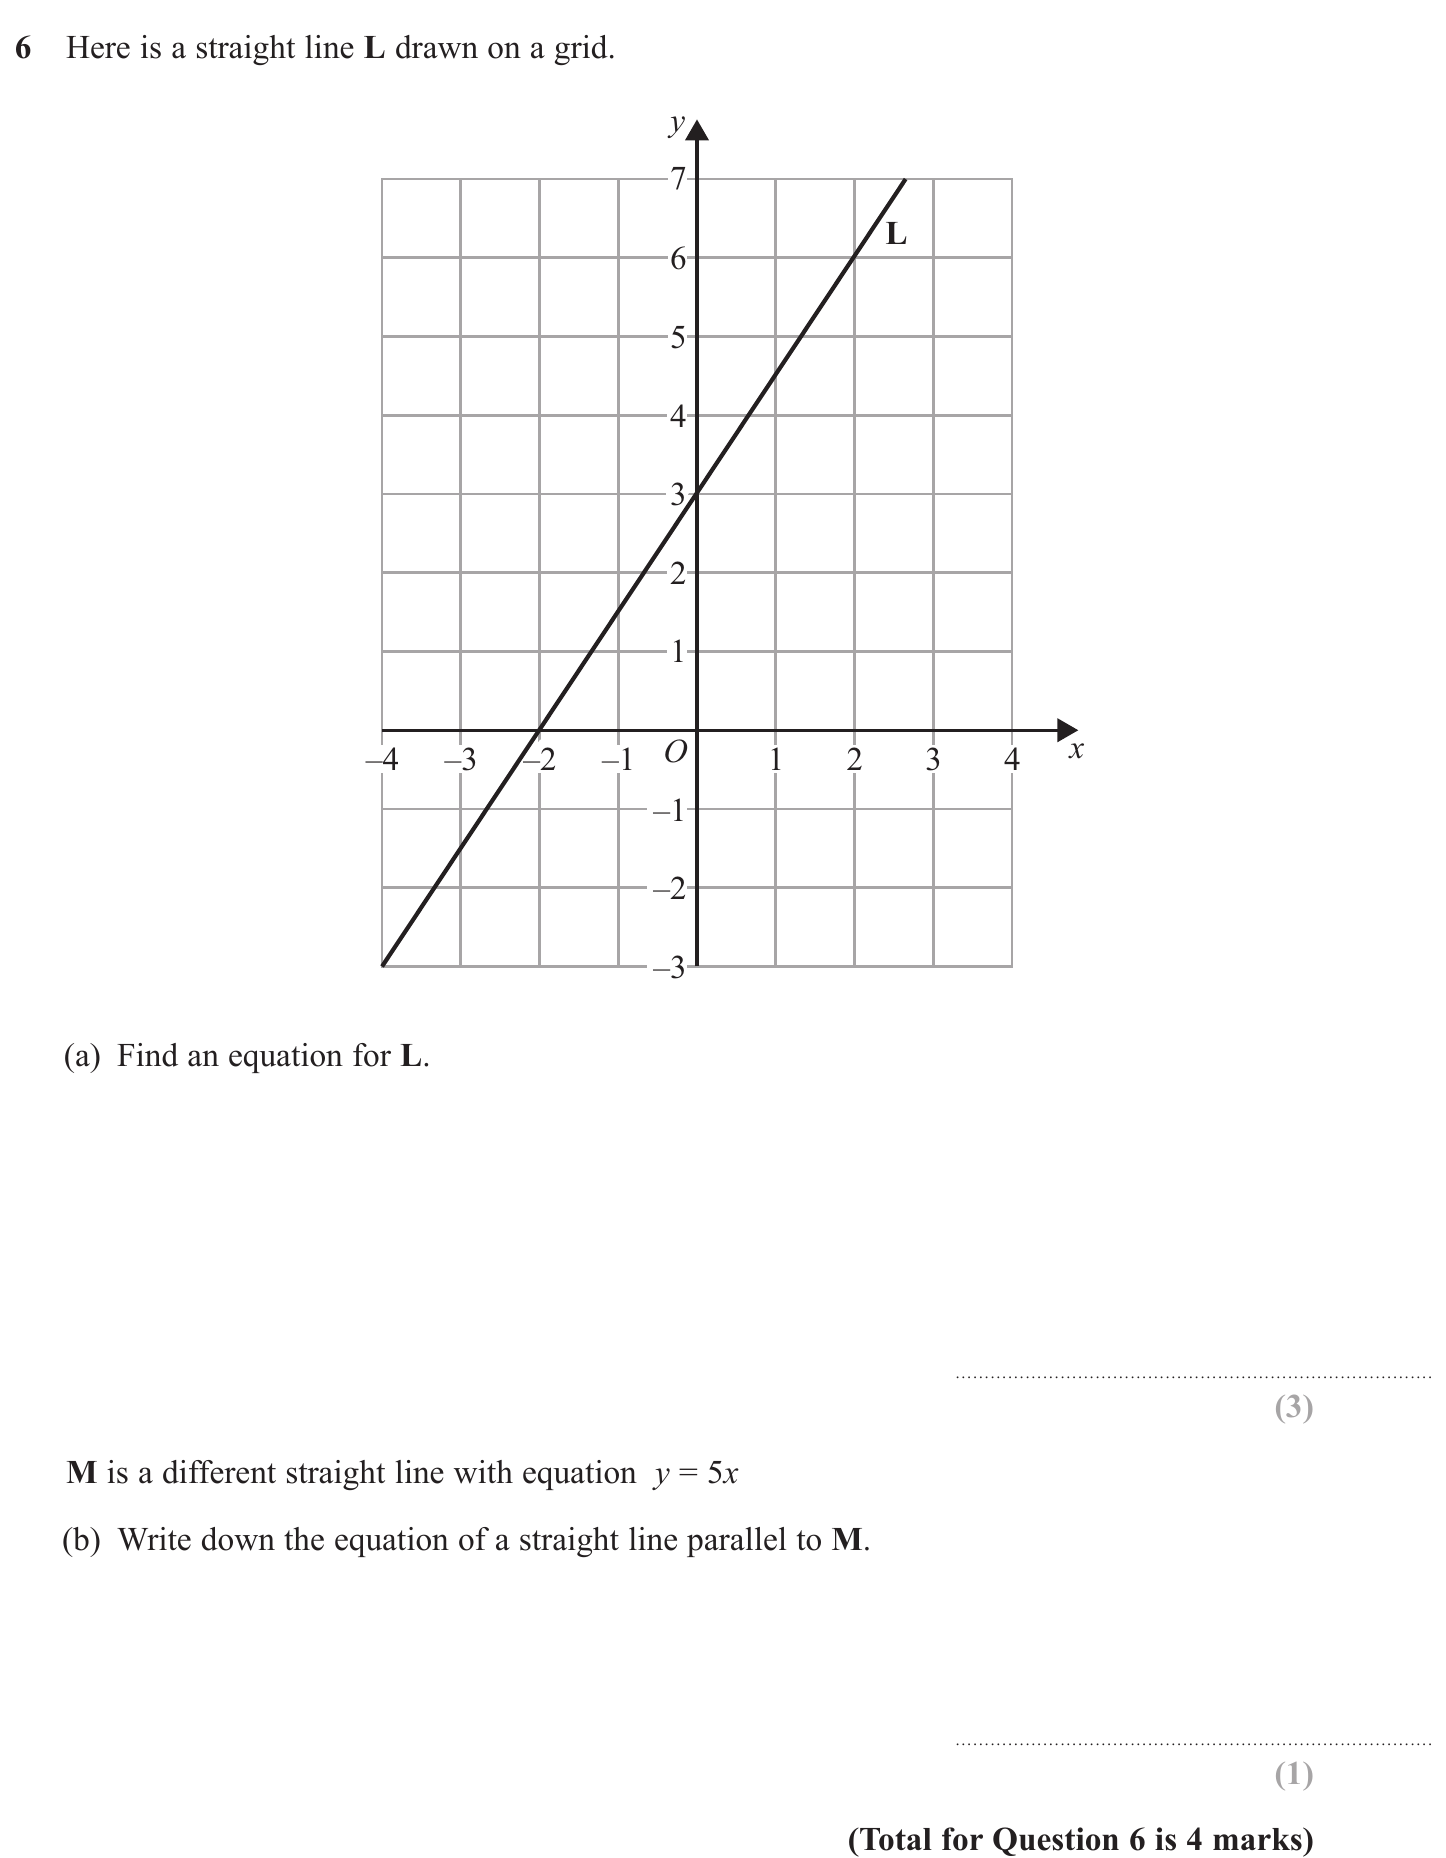 6 Here is a straight line L drawn on a grid.
y
7
L
6
5
4
3
2
1
–4 –3 –2 –1 O 1 2 3 4 x
–1
–2
–3
(a) Find an equation for L.
(3)
M is a different straight line with equation y = 5x
(b) Write down the equation of a straight line parallel to M.
(1)
(Total for Question 6 is 4 marks)